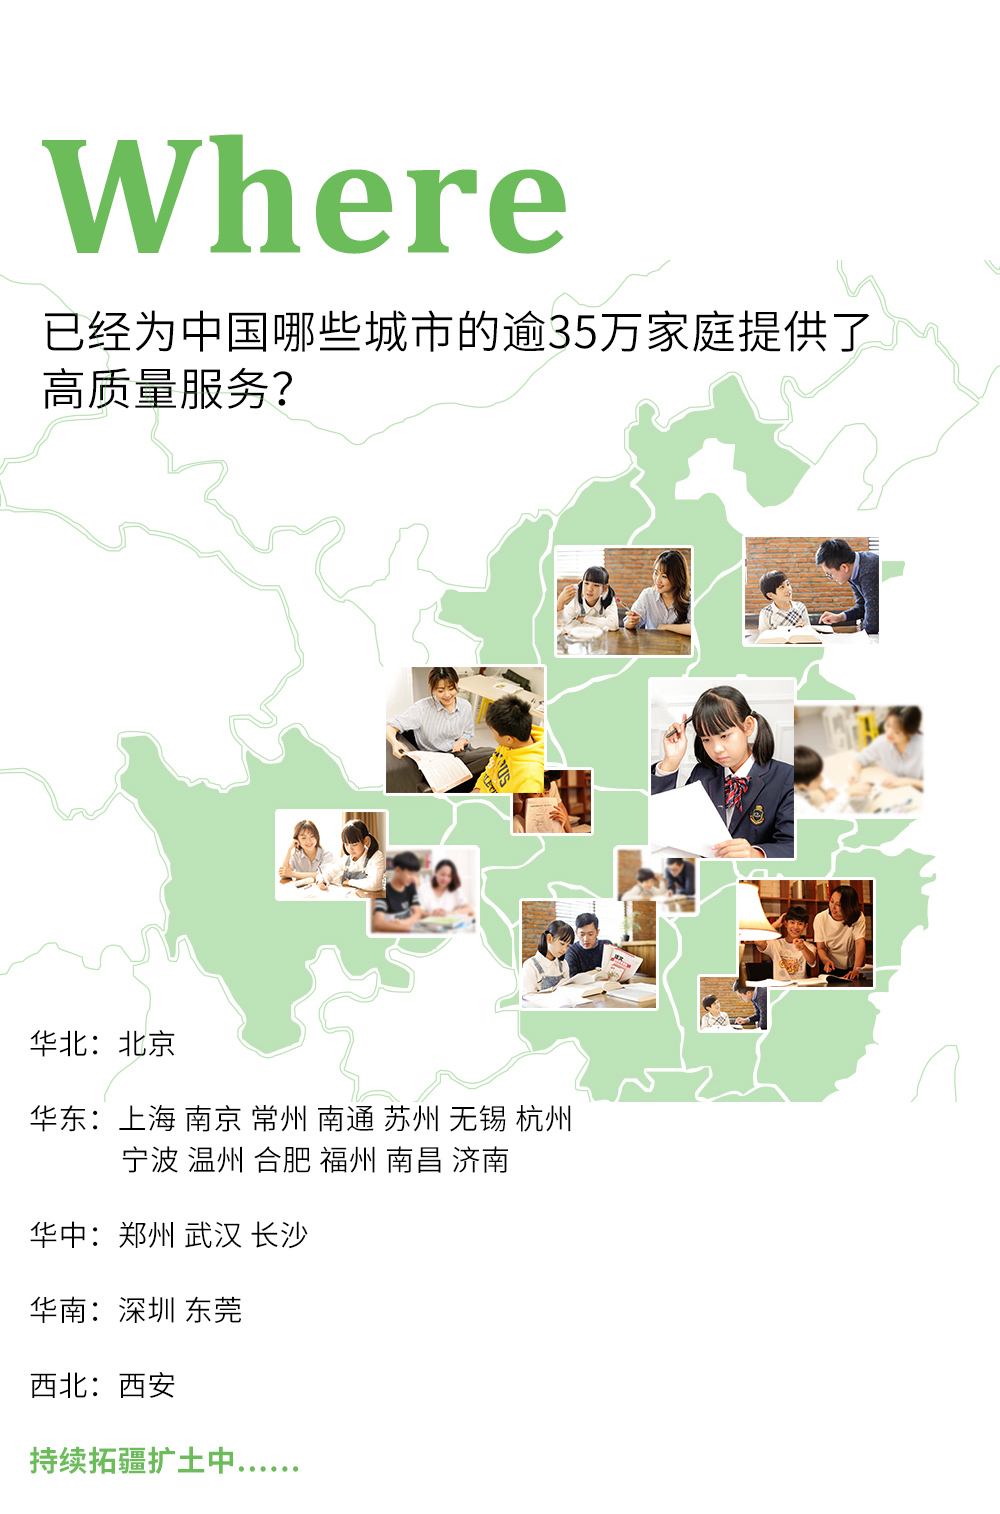 Where
已经为中国哪些城市的逾35万家庭提供了
高质量服务？
华北：北京
华东：上海 南京 常州 南通 苏州 无锡 杭州
宁波 温州 合肥 福州 南昌 济南
华中：郑州 武汉 长沙
华南：深圳 东莞
西北：西安
持续拓疆扩土中……